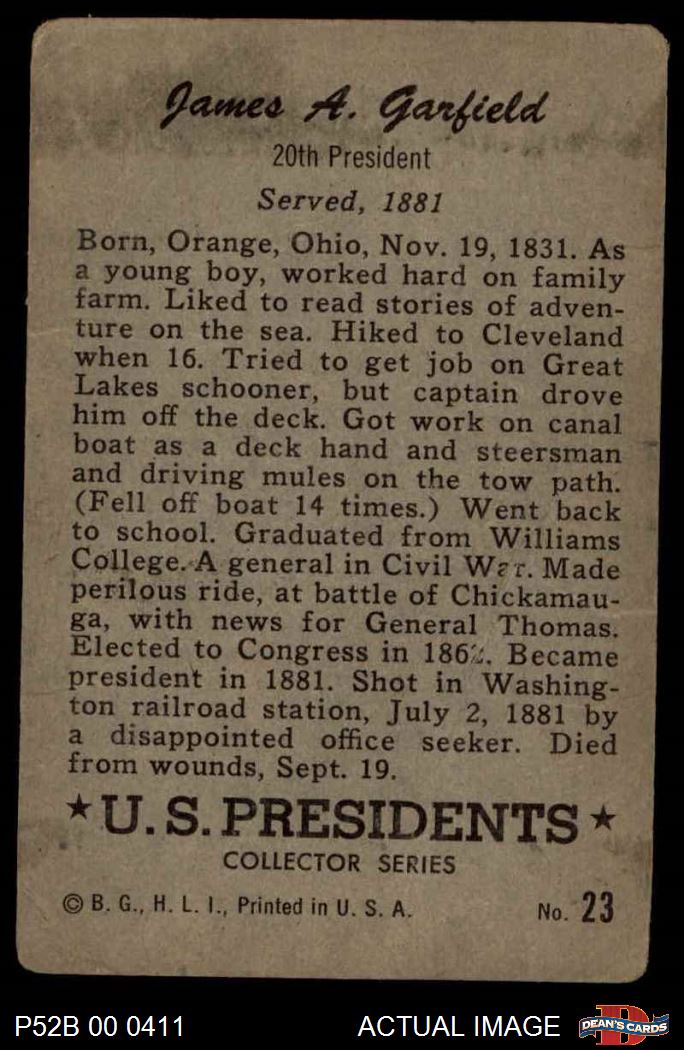 James A. Garfield
20th President
Served, 1881
Born, Orange, Ohio, Nov. 19, 1831. As
a young boy, worked hard on family
farm. Liked to read stories of adven-
ture on the sea. Hiked to Cleveland
when 16. Tried to get job on Great
Lakes schooner, but captain drove
him off the deck. Got work on canal
boat as a deck hand and steersman
and driving mules on the tow path.
(Fell off boat 14 times.) Went back
to school. Graduated from Williams
College. A general in Civil War. Made
perilous ride, at battle of Chickamau-
ga, with news for General Thomas.
Elected to Congress in 1862. Became
president in 1881. Shot in Washing-
ton railroad station, July 2, 1881 by
a disappointed office seeker. Died
from wounds, Sept. 19.
★ U. S. PRESIDENTS ★
COLLECTOR SERIES
© B. G., H. L. I., Printed in U. S. A.
No. 23
P52B 00 0411
ACTUAL IMAGE
DEAN'S CARDS